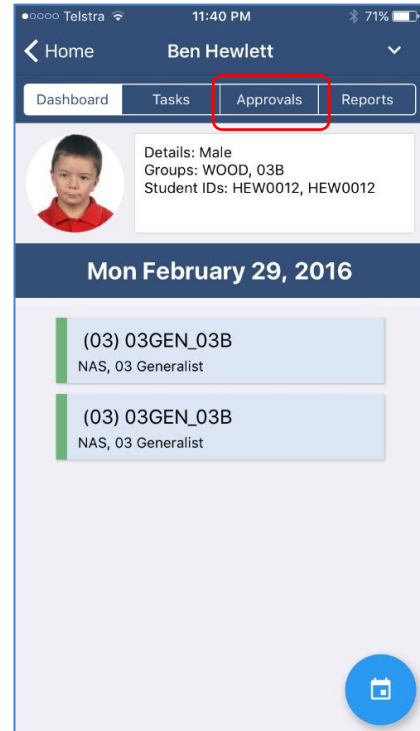 Telstra 11:40 PM 71%
Home Ben Hewlett
Dashboard Tasks Approvals Reports
Details: Male
Groups: WOOD, 03B
Student IDs: HEW0012, HEW0012
Mon February 29, 2016
(03) 03GEN_03B
NAS, 03 Generalist
(03) 03GEN_03B
NAS, 03 Generalist